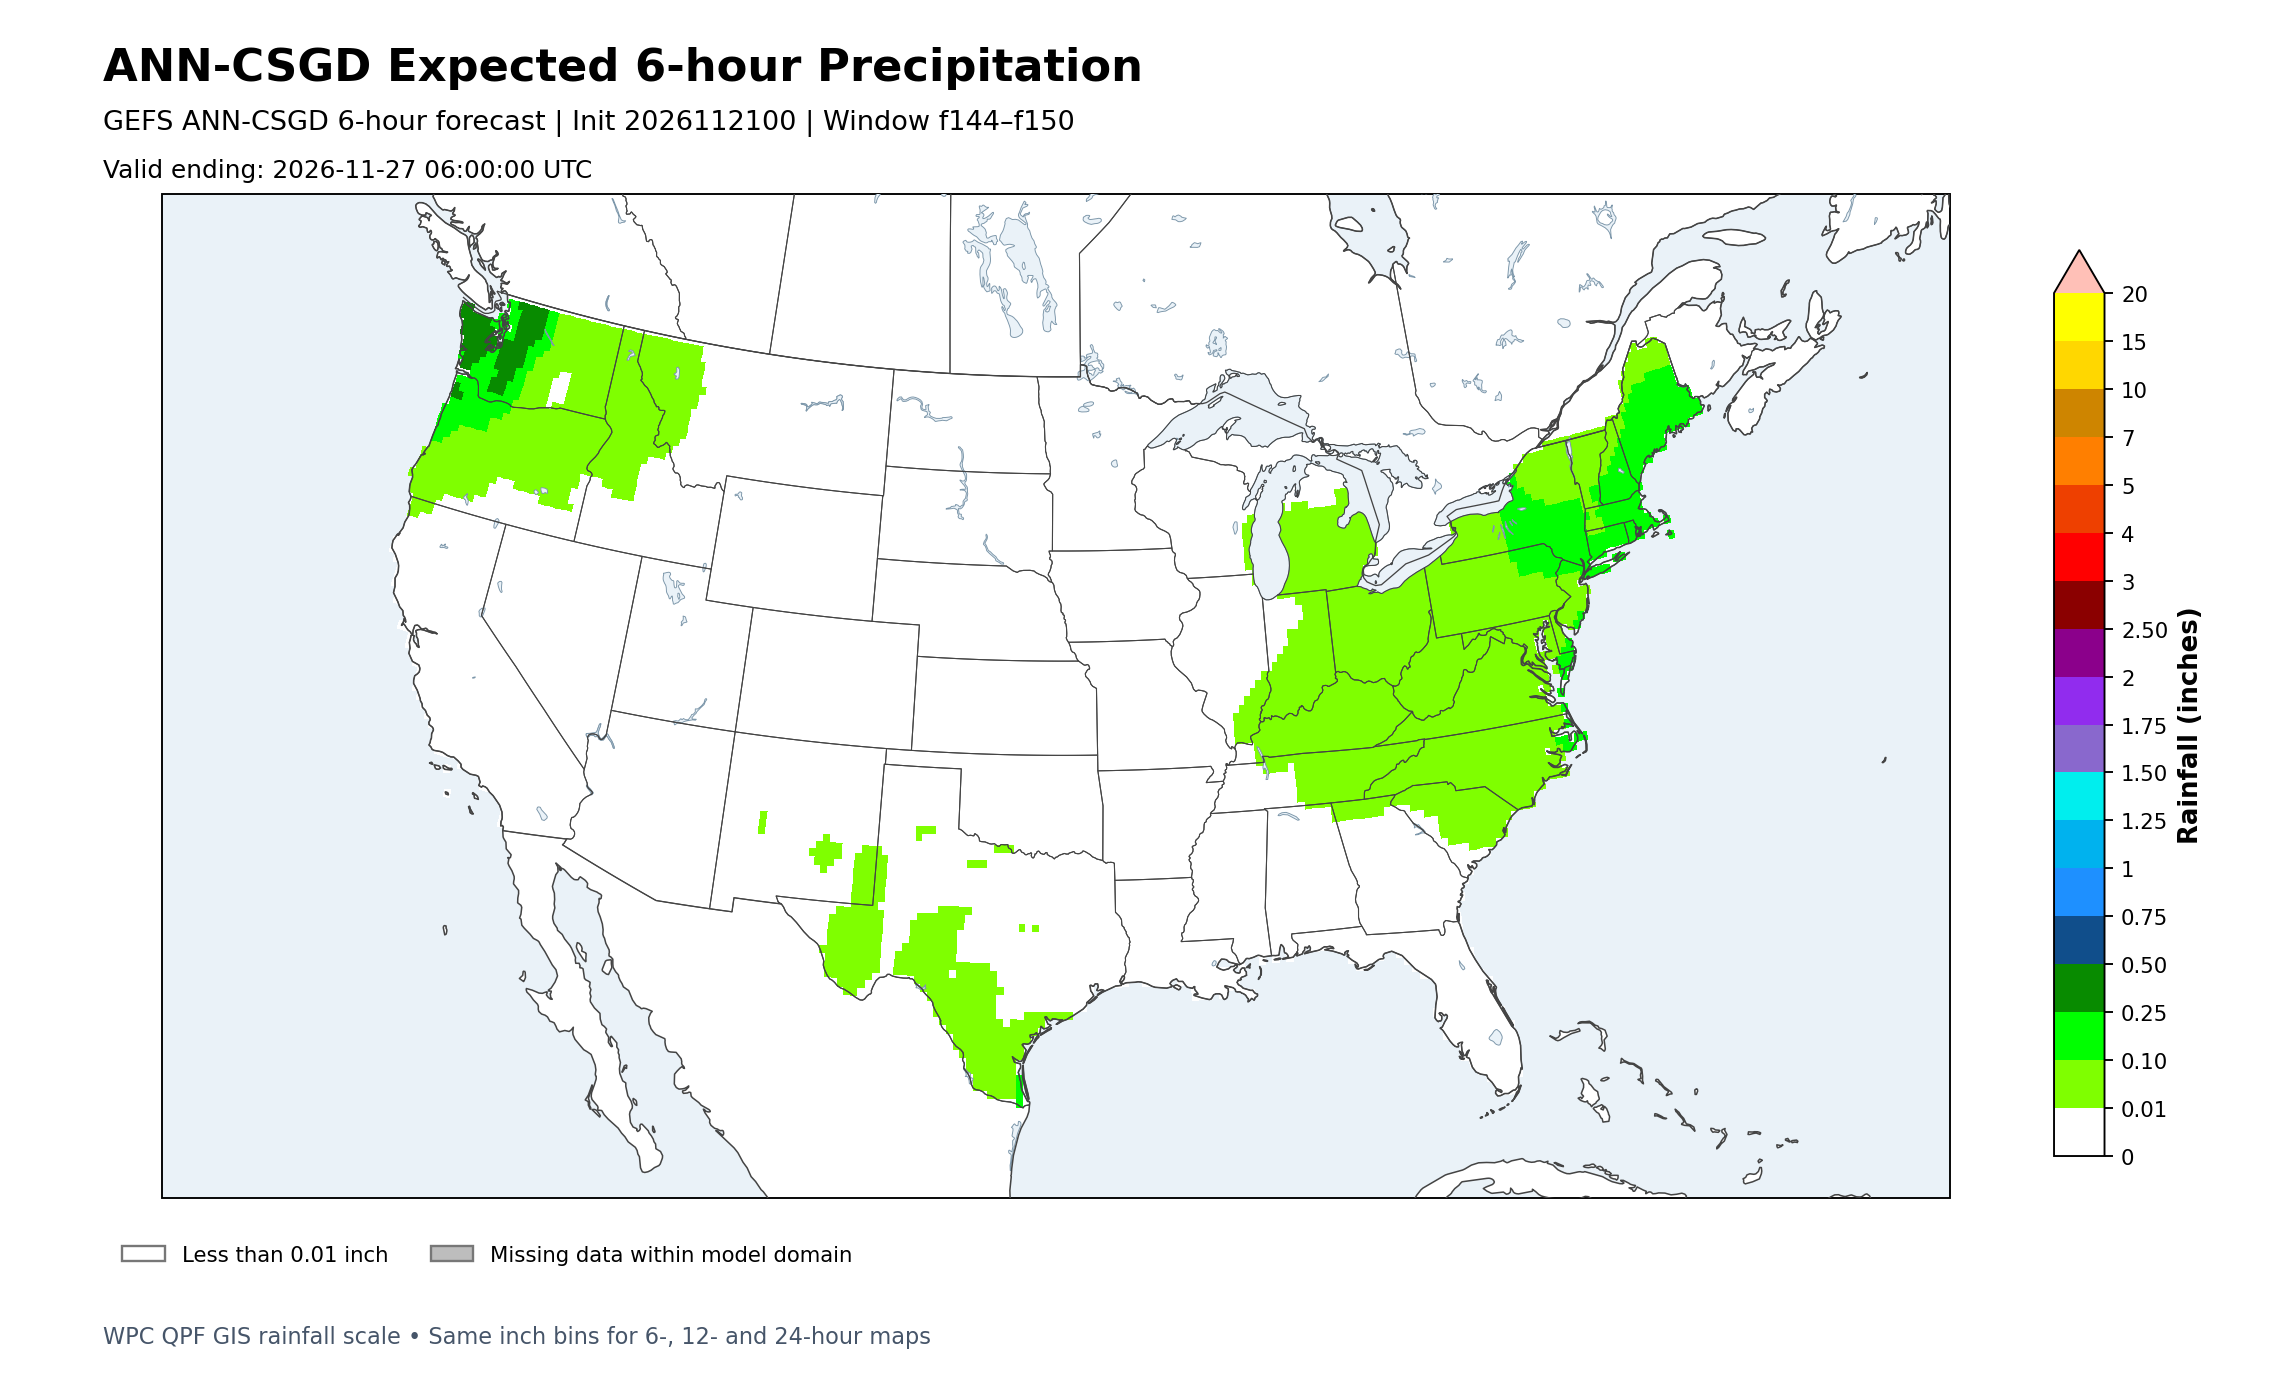 ANN-CSGD Expected 6-hour Precipitation
GEFS ANN-CSGD 6-hour forecast | Init 2026112100 | Window f144–f150
Valid ending: 2026-11-27 06:00:00 UTC
20
15
10
7
5
4
3
2.50
2
1.75
1.50
1.25
1
0.75
0.50
0.25
0.10
0.01
0
Rainfall (inches)
Less than 0.01 inch
Missing data within model domain
WPC QPF GIS rainfall scale • Same inch bins for 6-, 12- and 24-hour maps